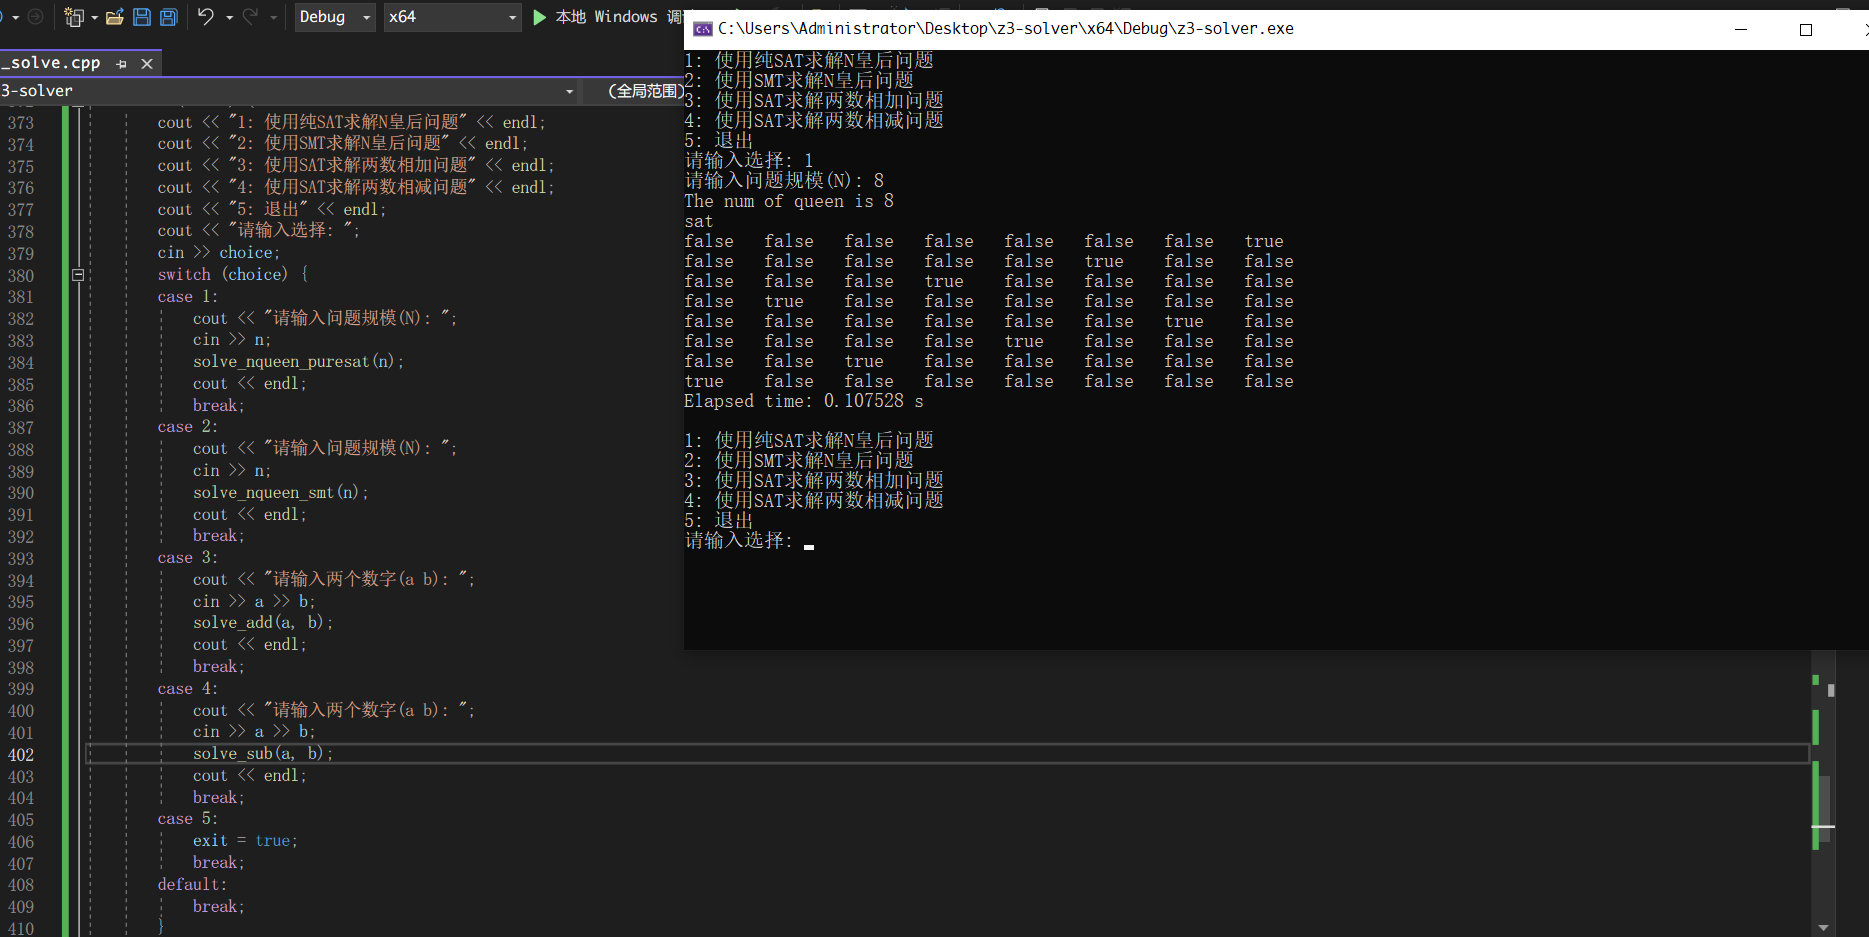 Debug
x64
本地 Windows 调
_solve.cpp
3-solver
(全局范围)
373 cout << "1: 使用纯SAT求解N皇后问题" << endl;
374 cout << "2: 使用SMT求解N皇后问题" << endl;
375 cout << "3: 使用SAT求解两数相加问题" << endl;
376 cout << "4: 使用SAT求解两数相减问题" << endl;
377 cout << "5: 退出" << endl;
378 cout << "请输入选择: ";
379 cin >> choice;
380 switch (choice) {
381 case 1:
382 cout << "请输入问题规模(N): ";
383 cin >> n;
384 solve_nqueen_puresat(n);
385 cout << endl;
386 break;
387 case 2:
388 cout << "请输入问题规模(N): ";
389 cin >> n;
390 solve_nqueen_smt(n);
391 cout << endl;
392 break;
393 case 3:
394 cout << "请输入两个数字(a b): ";
395 cin >> a >> b;
396 solve_add(a, b);
397 cout << endl;
398 break;
399 case 4:
400 cout << "请输入两个数字(a b): ";
401 cin >> a >> b;
402 solve_sub(a, b);
403 cout << endl;
404 break;
405 case 5:
406 exit = true;
407 break;
408 default:
409 break;
410 }
C:\Users\Administrator\Desktop\z3-solver\x64\Debug\z3-solver.exe
1: 使用纯SAT求解N皇后问题
2: 使用SMT求解N皇后问题
3: 使用SAT求解两数相加问题
4: 使用SAT求解两数相减问题
5: 退出
请输入选择: 1
请输入问题规模(N): 8
The num of queen is 8
sat
false false false false false false false true
false false false false false true false false
false false false true false false false false
false true false false false false false false
false false false false false false true false
false false false false true false false false
false false true false false false false false
true false false false false false false false
Elapsed time: 0.107528 s
1: 使用纯SAT求解N皇后问题
2: 使用SMT求解N皇后问题
3: 使用SAT求解两数相加问题
4: 使用SAT求解两数相减问题
5: 退出
请输入选择: